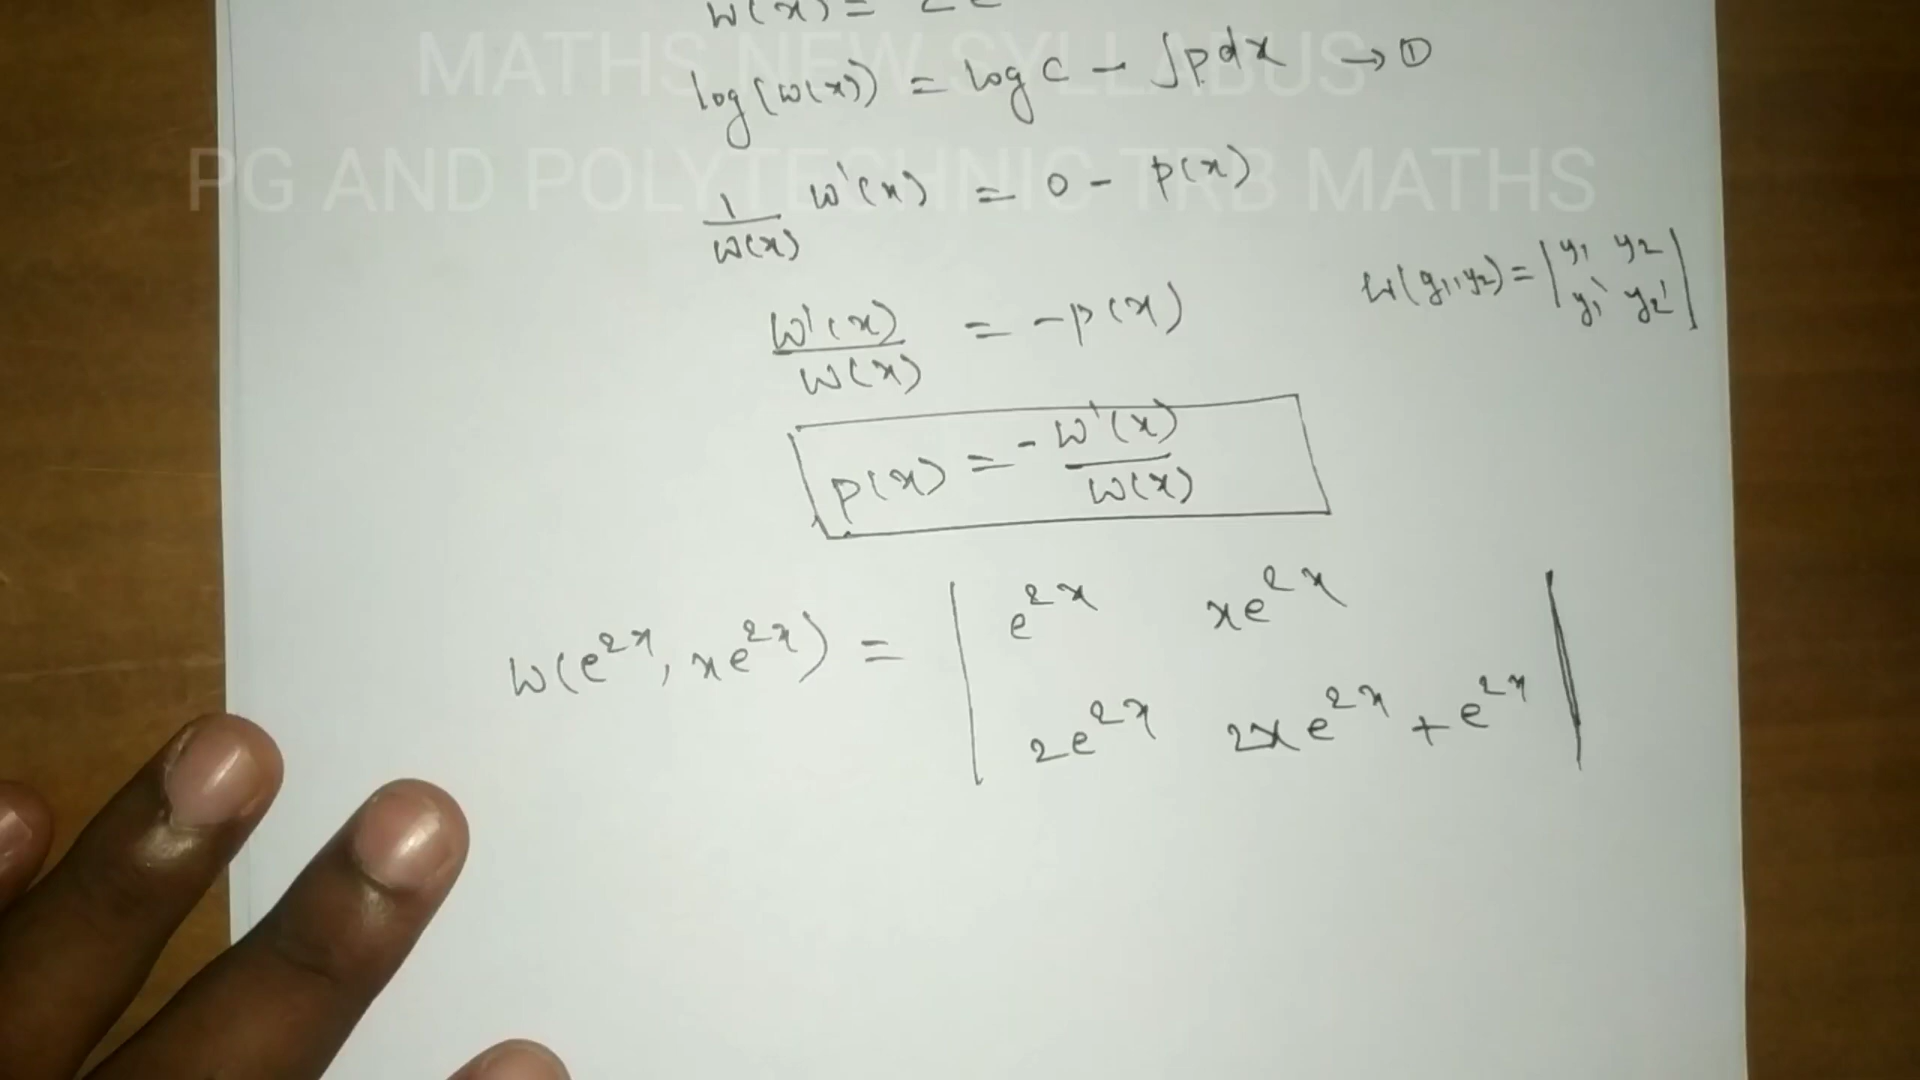 W(x) =
MATHS NEW SYLLABUS
log(W(x)) = log C - ∫pdx → ①
PG AND POLYTECHNIC TRB MATHS
1/W(x) W'(x) = 0 - P(x)
W(y1, y2) = | y1 y2 |
| y1' y2' |
W'(x)/W(x) = -P(x)
P(x) = - W'(x)/W(x)
W(e^2x, xe^2x) = | e^2x xe^2x |
| 2e^2x 2xe^2x + e^2x |